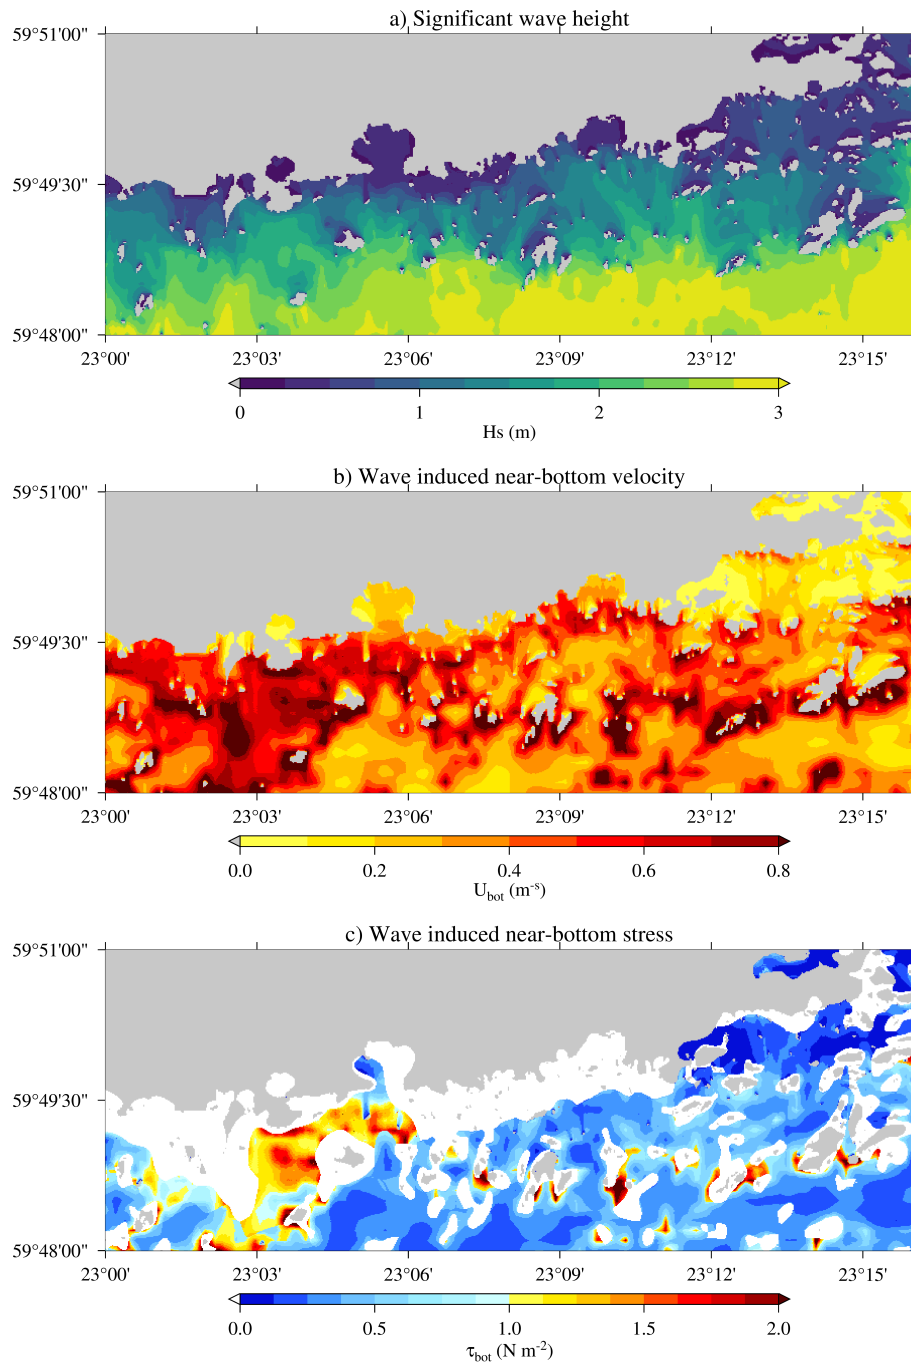 a) Significant wave height
59°51'00"
59°49'30"
59°48'00"
23°00' 23°03' 23°06' 23°09' 23°12' 23°15'
0 1 2 3
Hs (m)
b) Wave induced near-bottom velocity
59°51'00"
59°49'30"
59°48'00"
23°00' 23°03' 23°06' 23°09' 23°12' 23°15'
0.0 0.2 0.4 0.6 0.8
U_bot (m⁻ˢ)
c) Wave induced near-bottom stress
59°51'00"
59°49'30"
59°48'00"
23°00' 23°03' 23°06' 23°09' 23°12' 23°15'
0.0 0.5 1.0 1.5 2.0
τ_bot (N m⁻²)